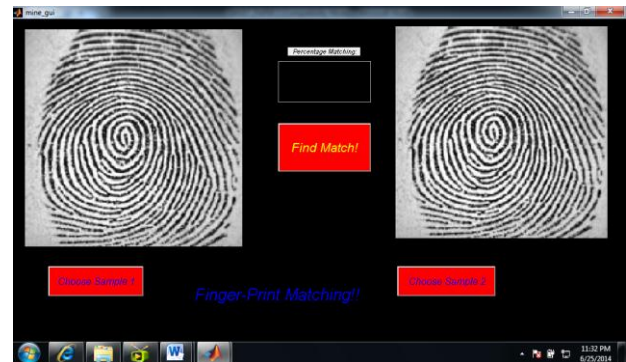 mine_gui
Percentage Matching:
Find Match!
Choose Sample 1
Choose Sample 2
Finger-Print Matching!!
W
11:32 PM
6/25/2014